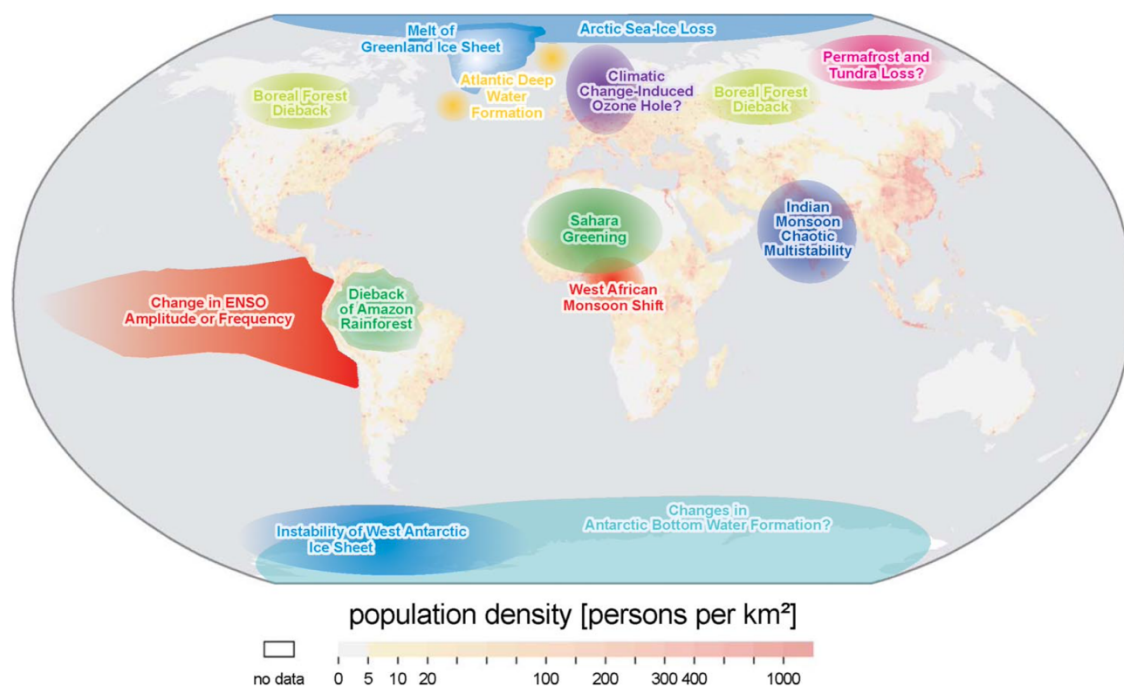 Melt of
Greenland Ice Sheet
Arctic Sea-Ice Loss
Permafrost and
Tundra Loss?
Atlantic Deep
Water
Formation
Climatic
Change-Induced
Ozone Hole?
Boreal Forest
Dieback
Boreal Forest
Dieback
Sahara
Greening
Indian
Monsoon
Chaotic
Multistability
West African
Monsoon Shift
Change in ENSO
Amplitude or Frequency
Dieback
of Amazon
Rainforest
Instability of West Antarctic
Ice Sheet
Changes in
Antarctic Bottom Water Formation?
population density [persons per km²]
no data 0 5 10 20 100 200 300 400 1000